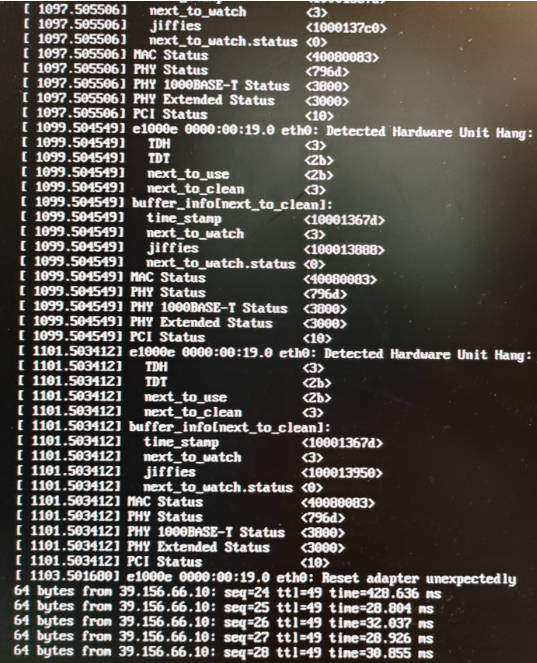 [ 1097.505506]   next_to_watch        <3>
[ 1097.505506]   jiffies              <1000137c0>
[ 1097.505506]   next_to_watch.status <0>
[ 1097.505506] MAC Status             <40080083>
[ 1097.505506] PHY Status             <796d>
[ 1097.505506] PHY 1000BASE-T Status  <3800>
[ 1097.505506] PHY Extended Status    <3000>
[ 1097.505506] PCI Status             <10>
[ 1099.504549] e1000e 0000:00:19.0 eth0: Detected Hardware Unit Hang:
[ 1099.504549]   TDH                  <3>
[ 1099.504549]   TDT                  <2b>
[ 1099.504549]   next_to_use          <2b>
[ 1099.504549]   next_to_clean        <3>
[ 1099.504549] buffer_info[next_to_clean]:
[ 1099.504549]   time_stamp           <10001367d>
[ 1099.504549]   next_to_watch        <3>
[ 1099.504549]   jiffies              <100013888>
[ 1099.504549]   next_to_watch.status <0>
[ 1099.504549] MAC Status             <40080083>
[ 1099.504549] PHY Status             <796d>
[ 1099.504549] PHY 1000BASE-T Status  <3800>
[ 1099.504549] PHY Extended Status    <3000>
[ 1099.504549] PCI Status             <10>
[ 1101.503412] e1000e 0000:00:19.0 eth0: Detected Hardware Unit Hang:
[ 1101.503412]   TDH                  <3>
[ 1101.503412]   TDT                  <2b>
[ 1101.503412]   next_to_use          <2b>
[ 1101.503412]   next_to_clean        <3>
[ 1101.503412] buffer_info[next_to_clean]:
[ 1101.503412]   time_stamp           <10001367d>
[ 1101.503412]   next_to_watch        <3>
[ 1101.503412]   jiffies              <100013950>
[ 1101.503412]   next_to_watch.status <0>
[ 1101.503412] MAC Status             <40080083>
[ 1101.503412] PHY Status             <796d>
[ 1101.503412] PHY 1000BASE-T Status  <3800>
[ 1101.503412] PHY Extended Status    <3000>
[ 1101.503412] PCI Status             <10>
[ 1103.501680] e1000e 0000:00:19.0 eth0: Reset adapter unexpectedly
64 bytes from 39.156.66.10: seq=24 ttl=49 time=428.636 ms
64 bytes from 39.156.66.10: seq=25 ttl=49 time=28.804 ms
64 bytes from 39.156.66.10: seq=26 ttl=49 time=32.037 ms
64 bytes from 39.156.66.10: seq=27 ttl=49 time=28.926 ms
64 bytes from 39.156.66.10: seq=28 ttl=49 time=30.855 ms